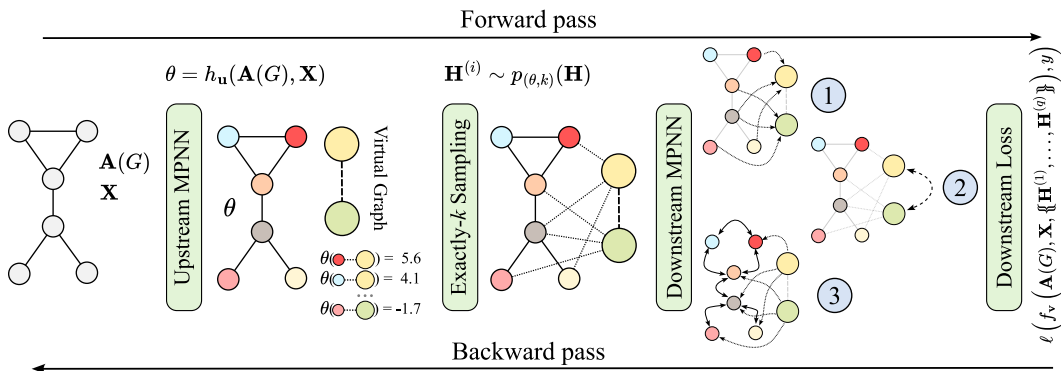 Forward pass
θ = h_u(A(G), X)
H^(i) ∼ p_(θ,k)(H)
A(G)
X
Upstream MPNN
θ
Virtual Graph
θ( ) = 5.6
θ( ) = 4.1
...
θ( ) = -1.7
Exactly-k Sampling
Downstream MPNN
1
2
3
Downstream Loss
ℓ ( f_v ( A(G), X, {{H^(1), . . . , H^(q)}} ), y )
Backward pass